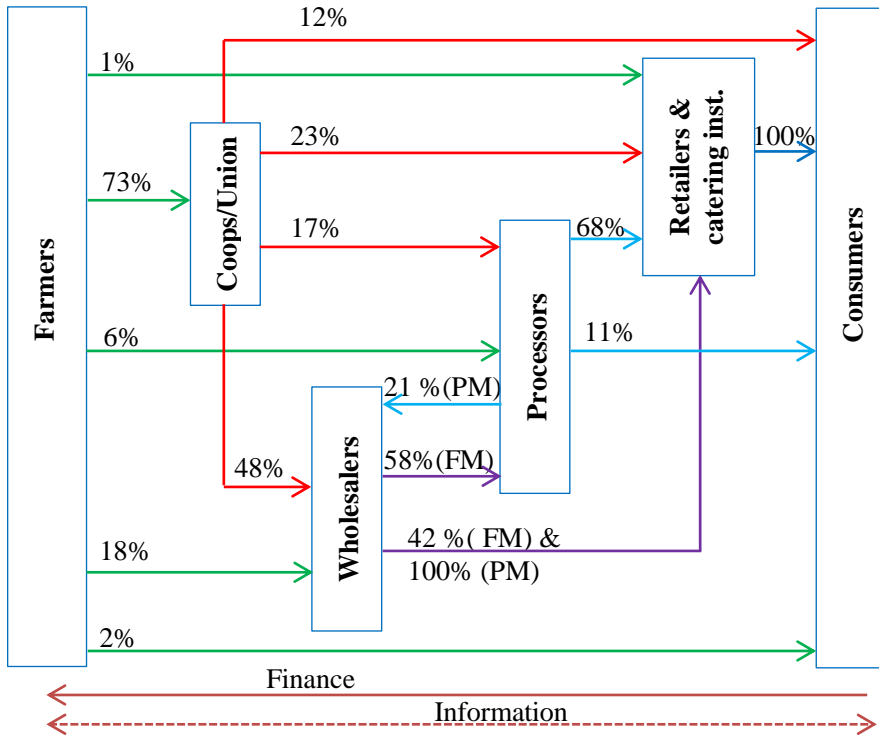 12%
1%
23%
100%
73%
17%
68%
6%
11%
21 %(PM)
58%(FM)
48%
42 %( FM) &
100% (PM)
18%
2%
Farmers
Coops/Union
Wholesalers
Processors
Retailers &
catering inst.
Consumers
Finance
Information